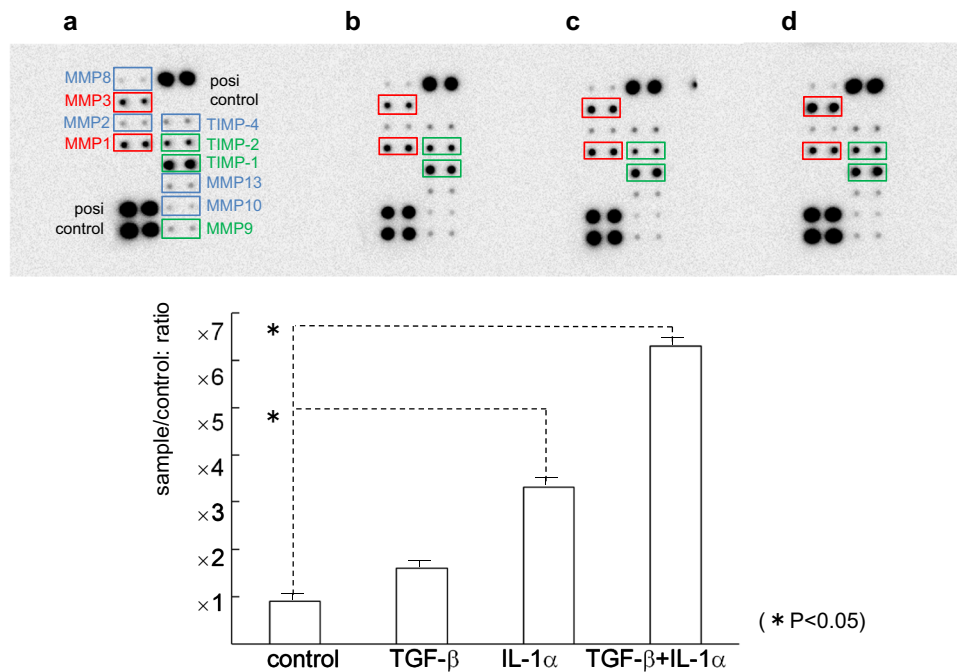 a b c d
MMP8 posi
MMP3 control
MMP2 TIMP-4
MMP1 TIMP-2
TIMP-1
MMP13
posi MMP10
control MMP9
sample/control: ratio
×7
×6
×5
×4
×3
×2
×1
*
*
control TGF-β IL-1α TGF-β+IL-1α
( * P<0.05)